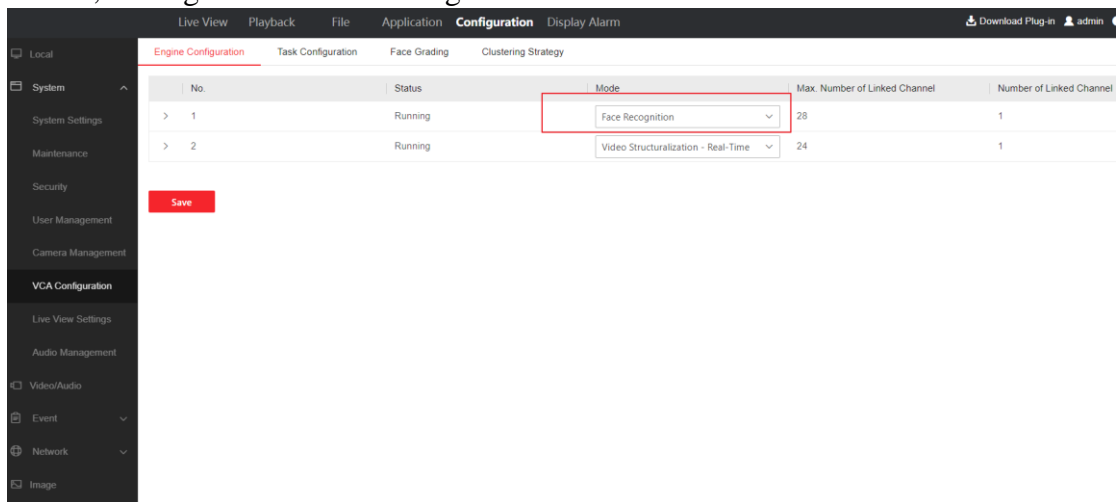 Live View Playback File Application Configuration Display Alarm Download Plug-in admin
Local
System
System Settings
Maintenance
Security
User Management
Camera Management
VCA Configuration
Live View Settings
Audio Management
Video/Audio
Event
Network
Image
Engine Configuration Task Configuration Face Grading Clustering Strategy
No. Status Mode Max. Number of Linked Channel Number of Linked Channel
1 Running Face Recognition 28 1
2 Running Video Structuralization - Real-Time 24 1
Save